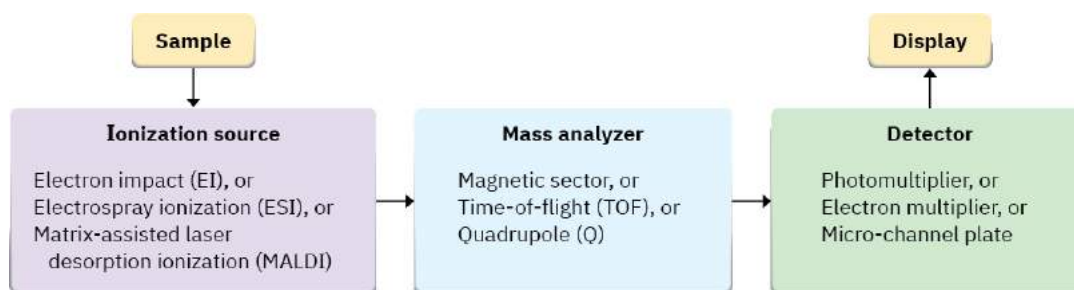 Sample
Display
Ionization source
Electron impact (EI), or
Electrospray ionization (ESI), or
Matrix-assisted laser
desorption ionization (MALDI)
Mass analyzer
Magnetic sector, or
Time-of-flight (TOF), or
Quadrupole (Q)
Detector
Photomultiplier, or
Electron multiplier, or
Micro-channel plate